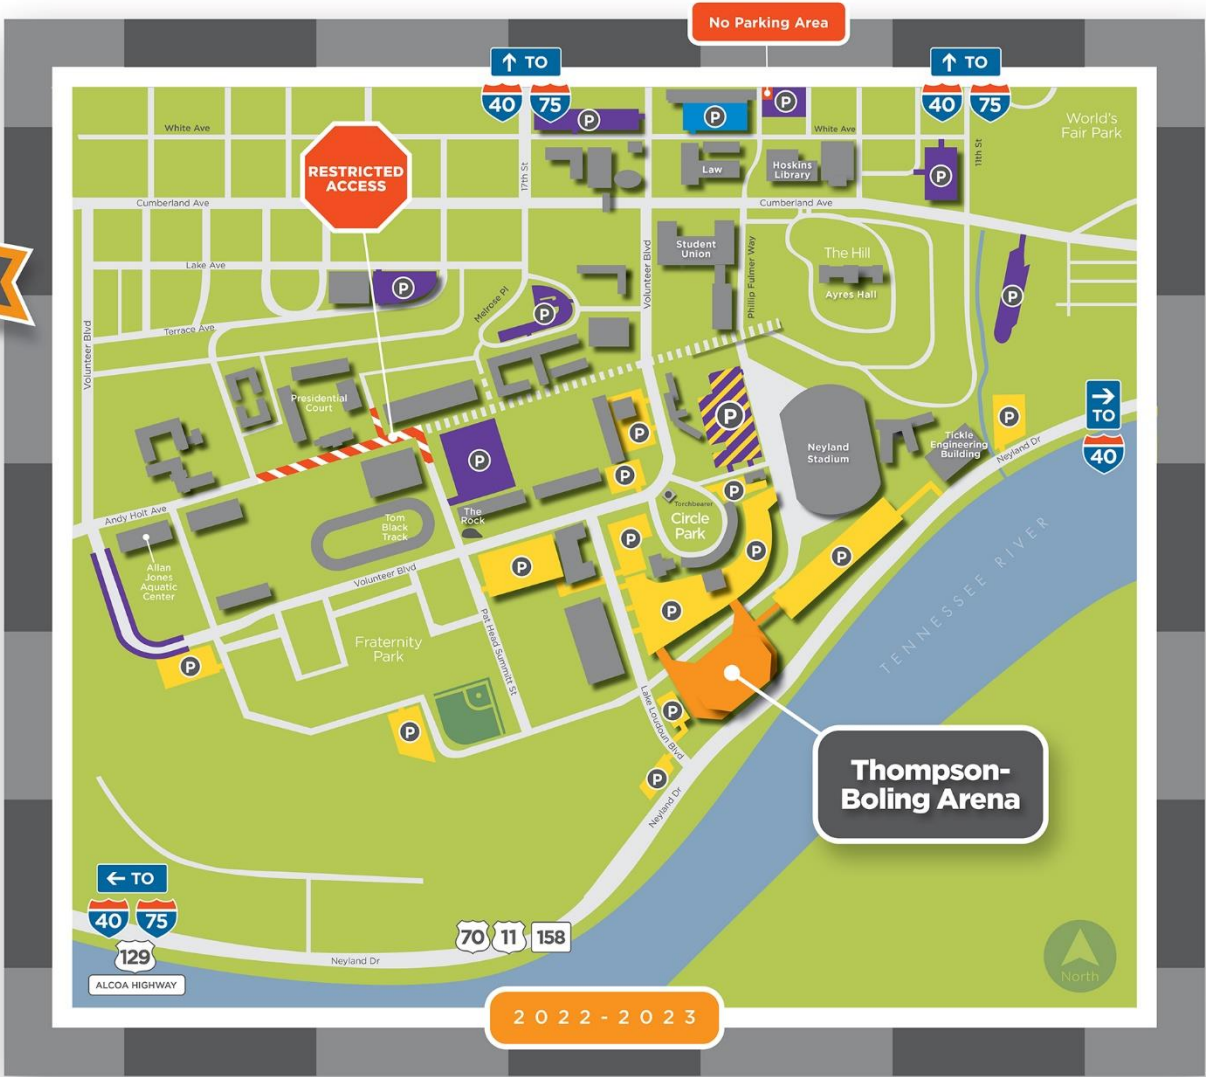 No Parking Area
↑ TO
40 75
↑ TO
40 75
P
P
P
World's
Fair Park
White Ave
White Ave
RESTRICTED
ACCESS
17th St
11th St
Law
Hoskins
Library
P
Cumberland Ave
Cumberland Ave
Student
Union
Volunteer Blvd
Phillip Fulmer Way
The Hill
Ayres Hall
Lake Ave
P
Melrose Pl
P
P
Terrace Ave
Volunteer Blvd
Presidential
Court
→
TO
40
P
P
P
Neyland
Stadium
Tickle
Engineering
Building
Neyland Dr
P
P
P
Torchbearer
Circle
Park
Andy Holt Ave
Tom
Black
Track
The
Rock
P
P
P
P
Allan
Jones
Aquatic
Center
Volunteer Blvd
TENNESSEE RIVER
Pat Head Summitt St
P
Fraternity
Park
P
P
P
Lake Loudoun Blvd
P
Neyland Dr
Thompson-
Boling Arena
← TO
40 75
129
ALCOA HIGHWAY
70 11 158
Neyland Dr
North
2022-2023